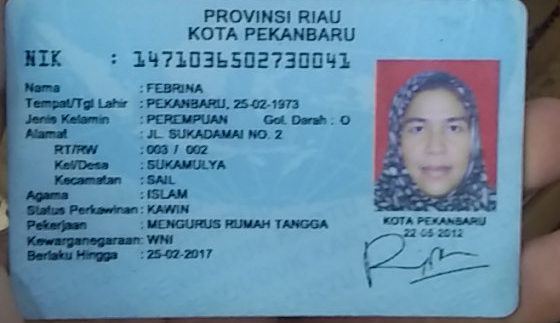 PROVINSI RIAU
KOTA PEKANBARU
NIK : 1471036502730041
Nama : FEBRINA
Tempat/Tgl Lahir : PEKANBARU, 25-02-1973
Jenis Kelamin : PEREMPUAN Gol. Darah : O
Alamat : JL. SUKADAMAI NO. 2
RT/RW : 003 / 002
Kel/Desa : SUKAMULYA
Kecamatan : SAIL
Agama : ISLAM
Status Perkawinan : KAWIN
Pekerjaan : MENGURUS RUMAH TANGGA
Kewarganegaraan : WNI
Berlaku Hingga : 25-02-2017
KOTA PEKANBARU
22-05-2012